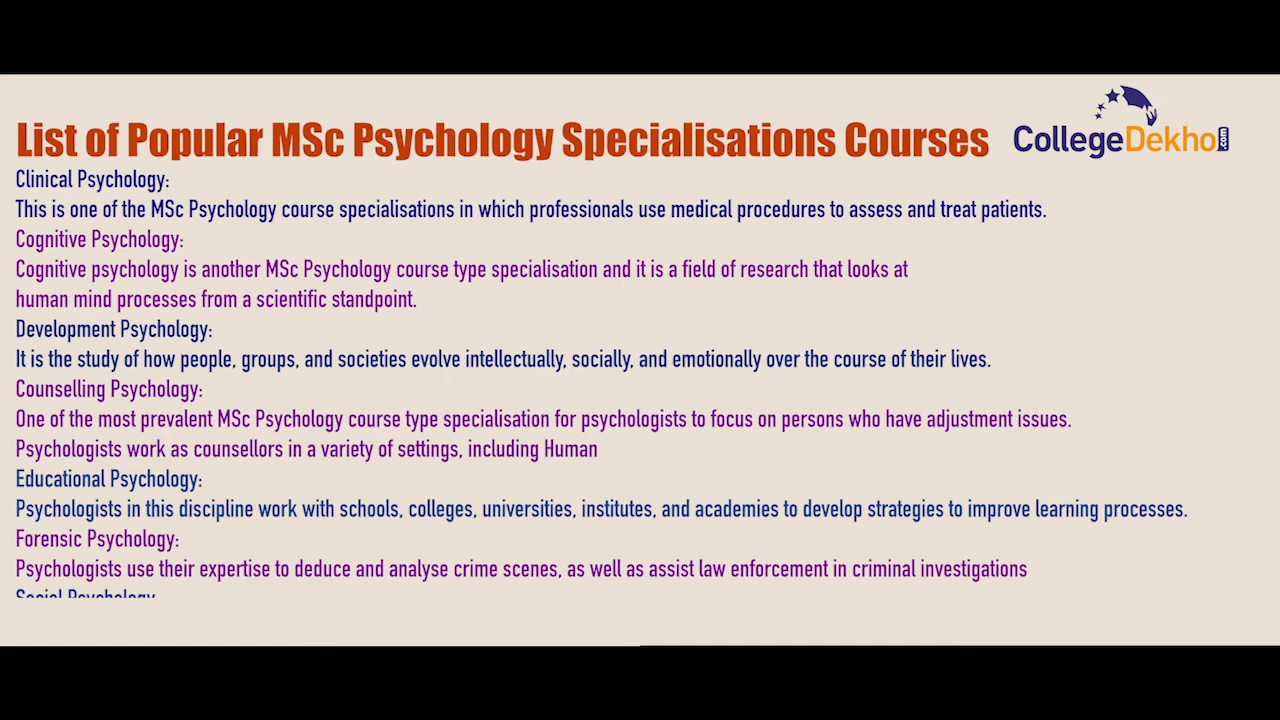 List of Popular MSc Psychology Specialisations Courses
CollegeDekho.com
Clinical Psychology:
This is one of the MSc Psychology course specialisations in which professionals use medical procedures to assess and treat patients.
Cognitive Psychology:
Cognitive psychology is another MSc Psychology course type specialisation and it is a field of research that looks at
human mind processes from a scientific standpoint.
Development Psychology:
It is the study of how people, groups, and societies evolve intellectually, socially, and emotionally over the course of their lives.
Counselling Psychology:
One of the most prevalent MSc Psychology course type specialisation for psychologists to focus on persons who have adjustment issues.
Psychologists work as counsellors in a variety of settings, including Human
Educational Psychology:
Psychologists in this discipline work with schools, colleges, universities, institutes, and academies to develop strategies to improve learning processes.
Forensic Psychology:
Psychologists use their expertise to deduce and analyse crime scenes, as well as assist law enforcement in criminal investigations
Social Psychology